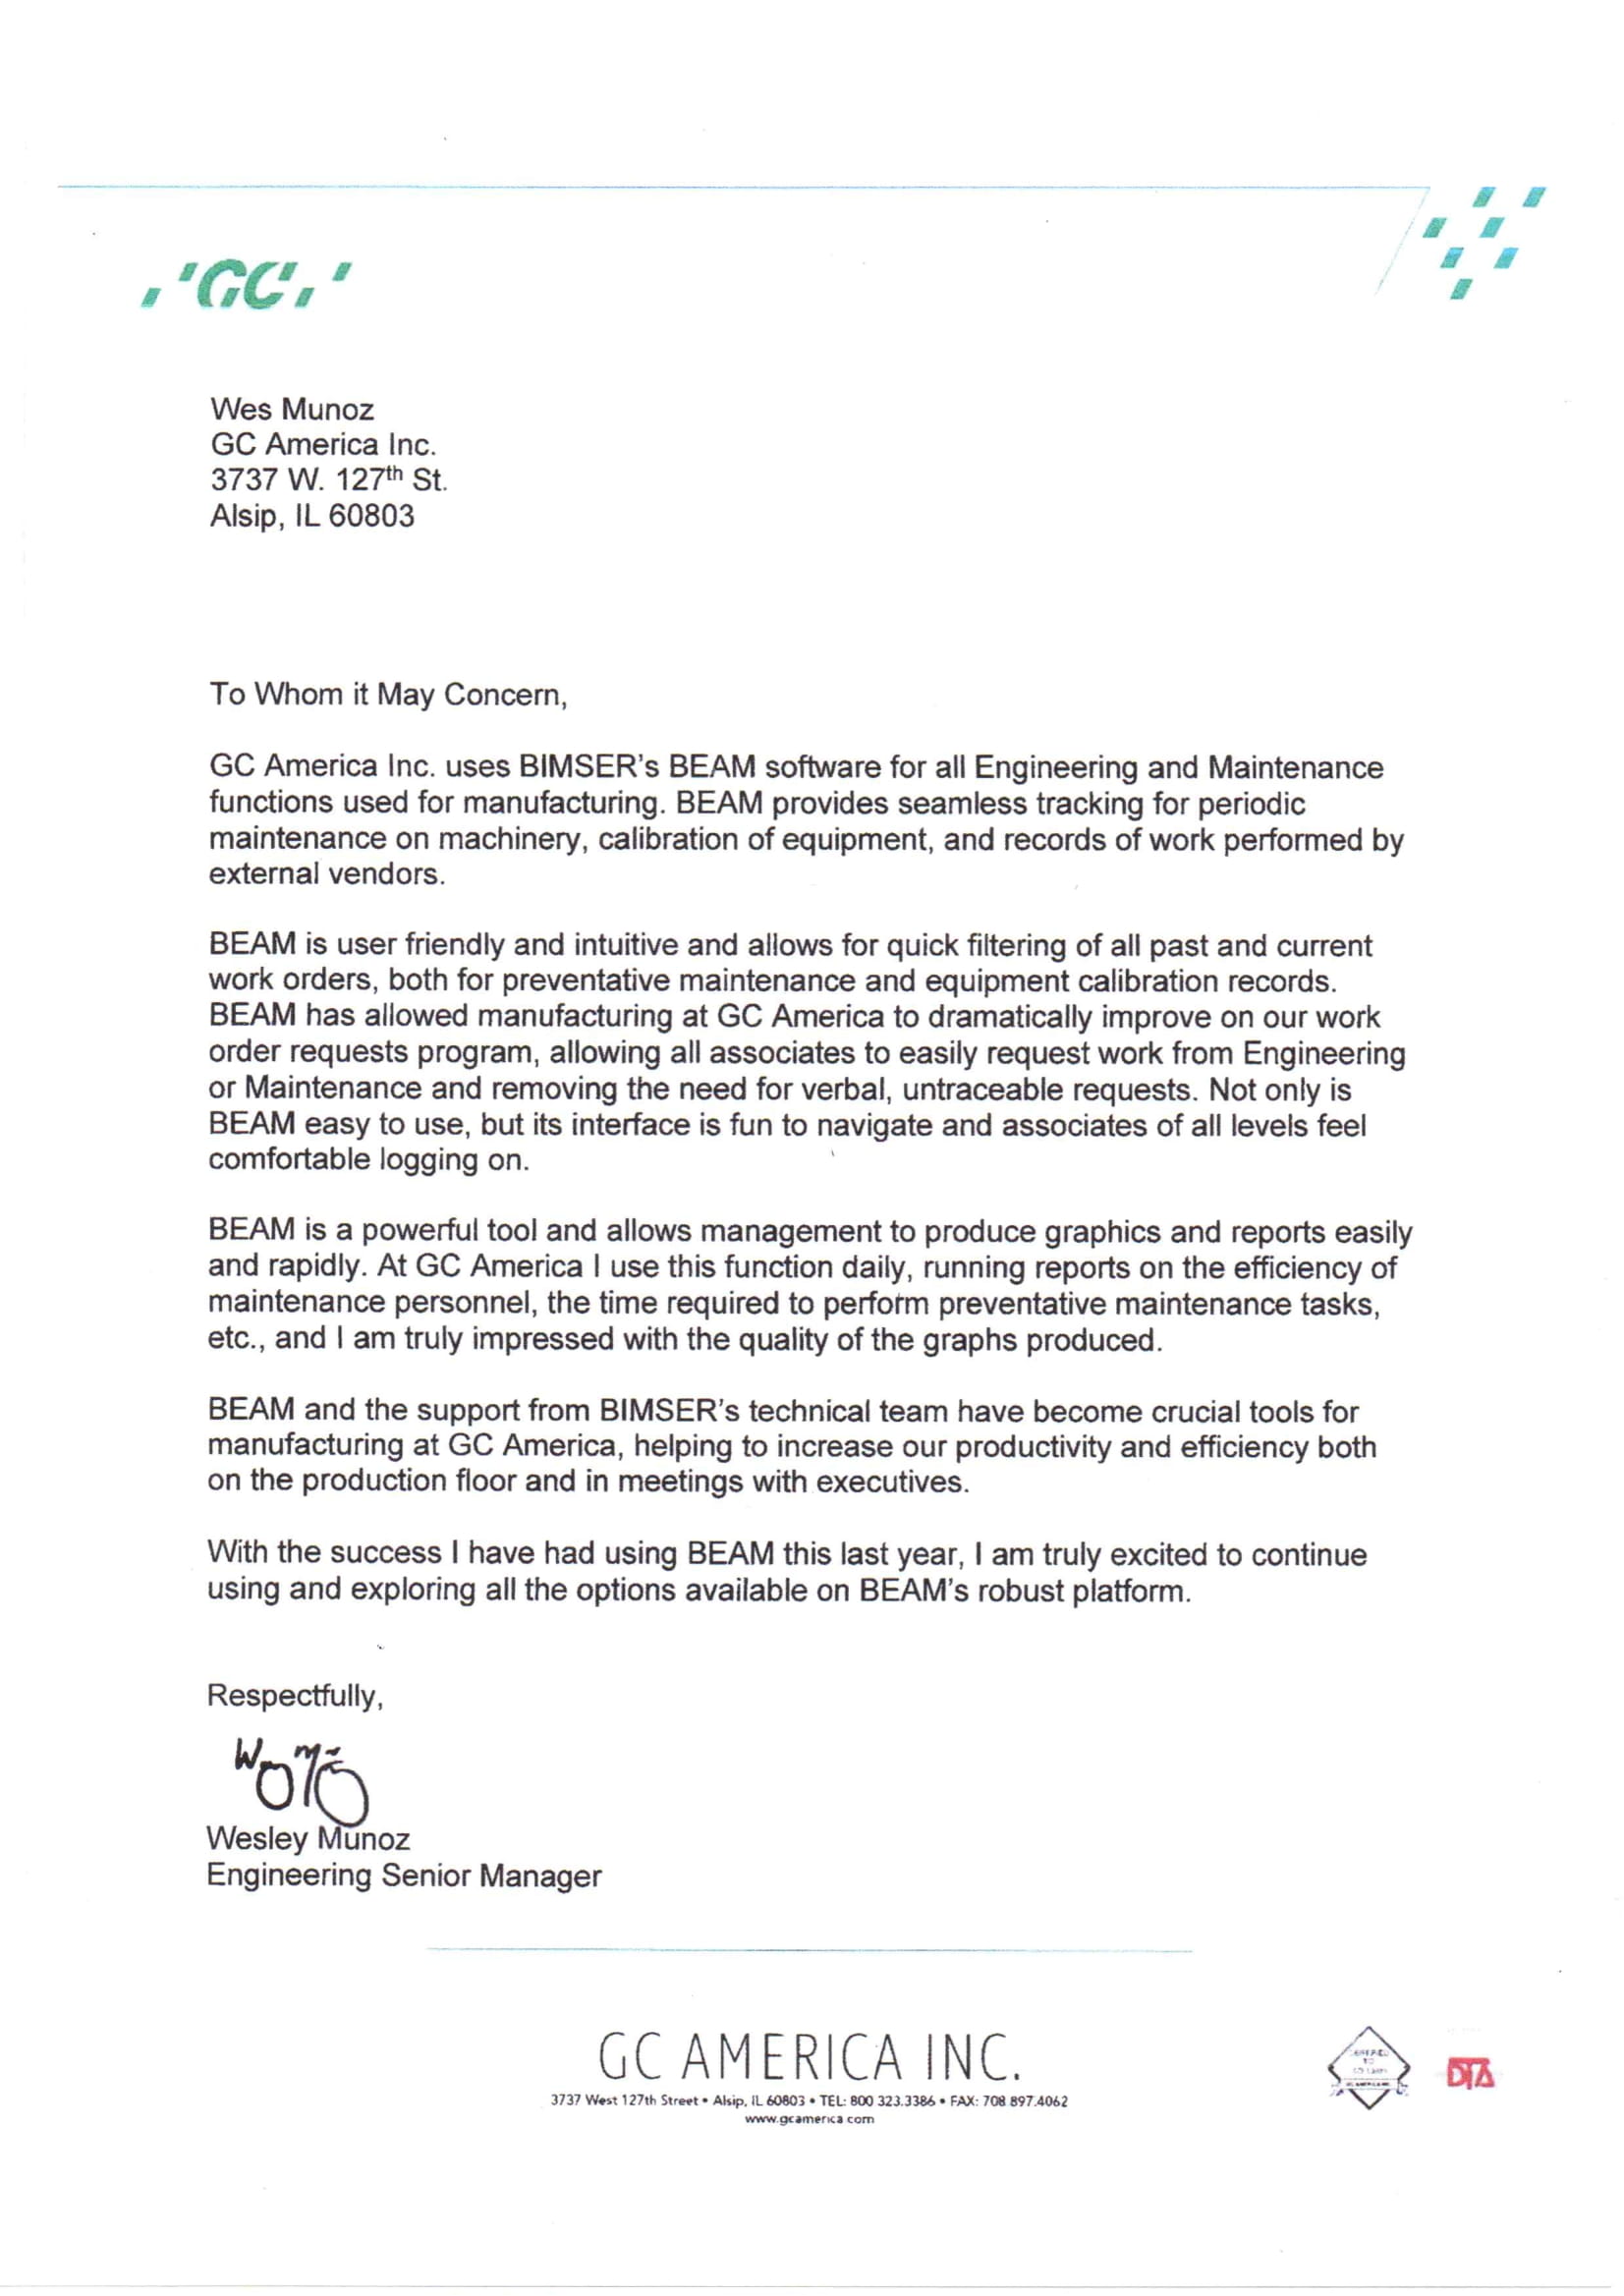 GC
Wes Munoz
GC America Inc.
3737 W. 127th St.
Alsip, IL 60803
To Whom it May Concern,
GC America Inc. uses BIMSER's BEAM software for all Engineering and Maintenance
functions used for manufacturing. BEAM provides seamless tracking for periodic
maintenance on machinery, calibration of equipment, and records of work performed by
external vendors.
BEAM is user friendly and intuitive and allows for quick filtering of all past and current
work orders, both for preventative maintenance and equipment calibration records.
BEAM has allowed manufacturing at GC America to dramatically improve on our work
order requests program, allowing all associates to easily request work from Engineering
or Maintenance and removing the need for verbal, untraceable requests. Not only is
BEAM easy to use, but its interface is fun to navigate and associates of all levels feel
comfortable logging on.
BEAM is a powerful tool and allows management to produce graphics and reports easily
and rapidly. At GC America I use this function daily, running reports on the efficiency of
maintenance personnel, the time required to perform preventative maintenance tasks,
etc., and I am truly impressed with the quality of the graphs produced.
BEAM and the support from BIMSER's technical team have become crucial tools for
manufacturing at GC America, helping to increase our productivity and efficiency both
on the production floor and in meetings with executives.
With the success I have had using BEAM this last year, I am truly excited to continue
using and exploring all the options available on BEAM's robust platform.
Respectfully,
Wesley Munoz
Engineering Senior Manager
GC AMERICA INC.
3737 West 127th Street • Alsip, IL 60803 • TEL: 800 323.3386 • FAX: 708 897.4062
www.gcamerica.com
TO
DTA